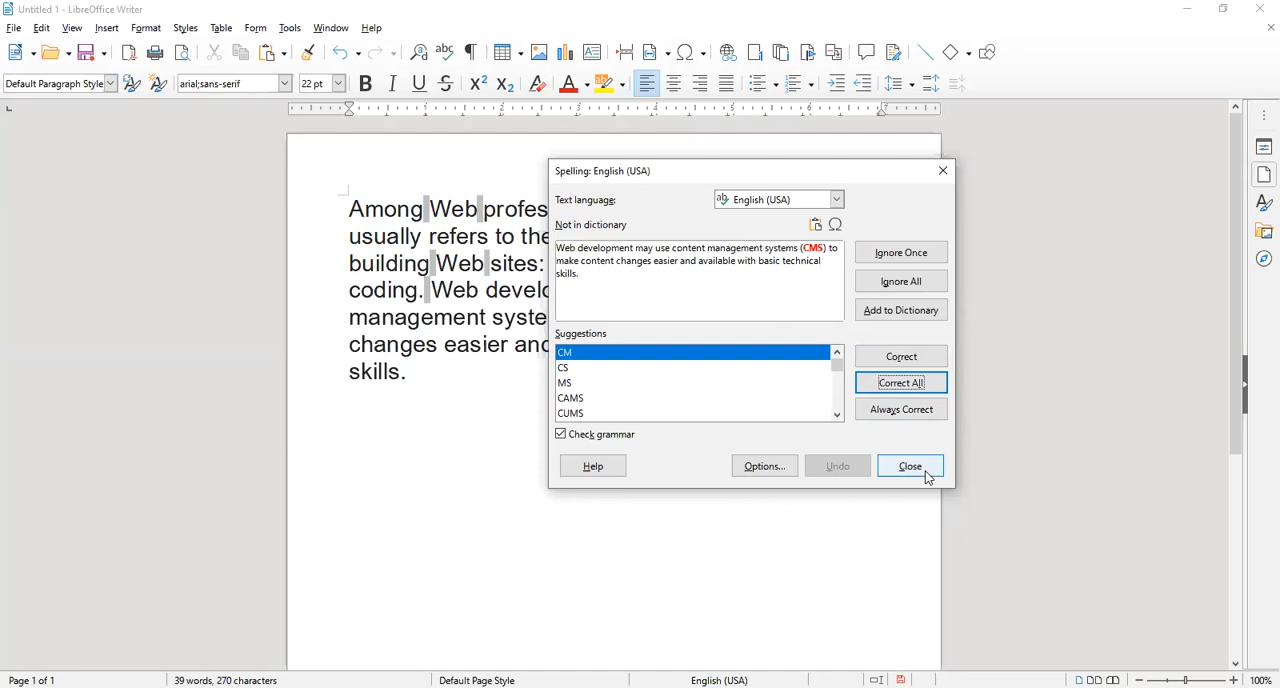 Untitled 1 - LibreOffice Writer
File Edit View Insert Format Styles Table Form Tools Window Help
Default Paragraph Style arial;sans-serif 22 pt
Spelling: English (USA)
Text language: English (USA)
Not in dictionary
Web development may use content management systems (CMS) to
make content changes easier and available with basic technical
skills.
Ignore Once
Ignore All
Add to Dictionary
Suggestions
CM
CS
MS
CAMS
CUMS
Correct
Correct All
Always Correct
Check grammar
Help Options... Undo Close
Among Web profes
usually refers to the
building Web sites:
coding. Web develo
management syste
changes easier and
skills.
Page 1 of 1 39 words, 270 characters Default Page Style English (USA) 100%